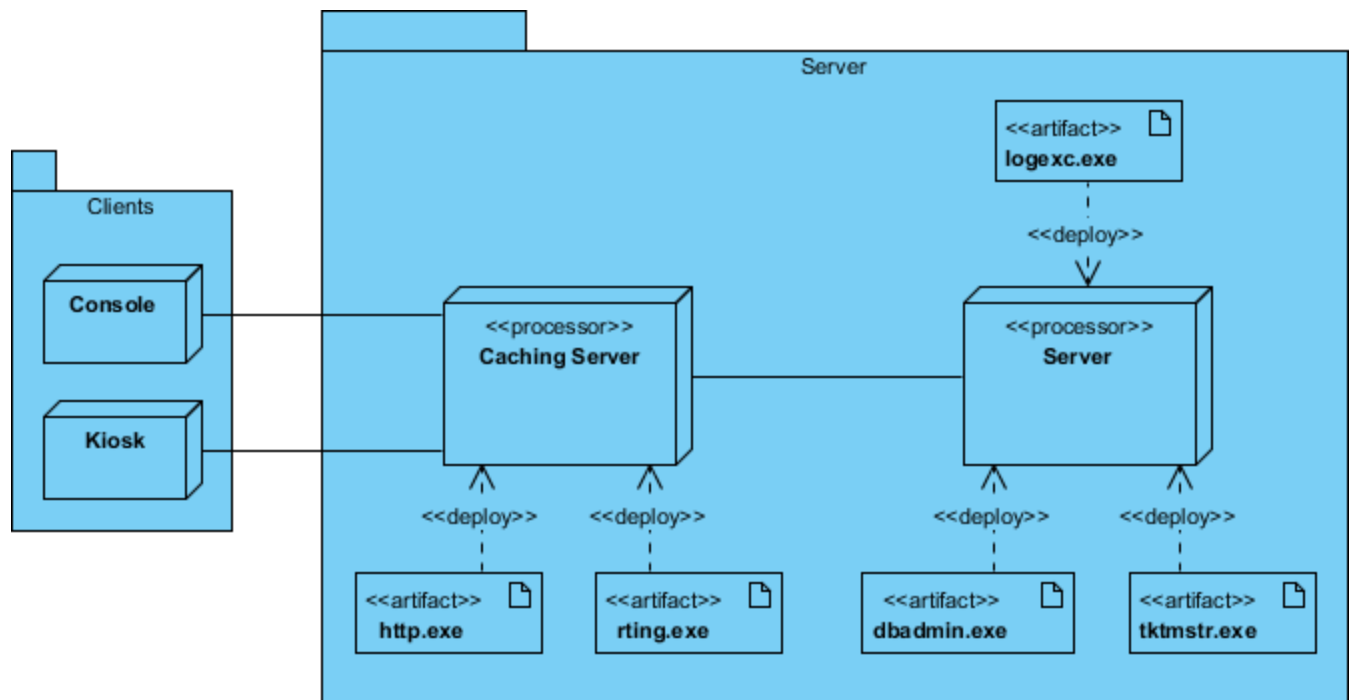 Server
<<artifact>>
logexc.exe
Clients
<<deploy>>
Console
<<processor>>
Caching Server
<<processor>>
Server
Kiosk
<<deploy>>
<<deploy>>
<<deploy>>
<<deploy>>
<<artifact>>
http.exe
<<artifact>>
rting.exe
<<artifact>>
dbadmin.exe
<<artifact>>
tktmstr.exe